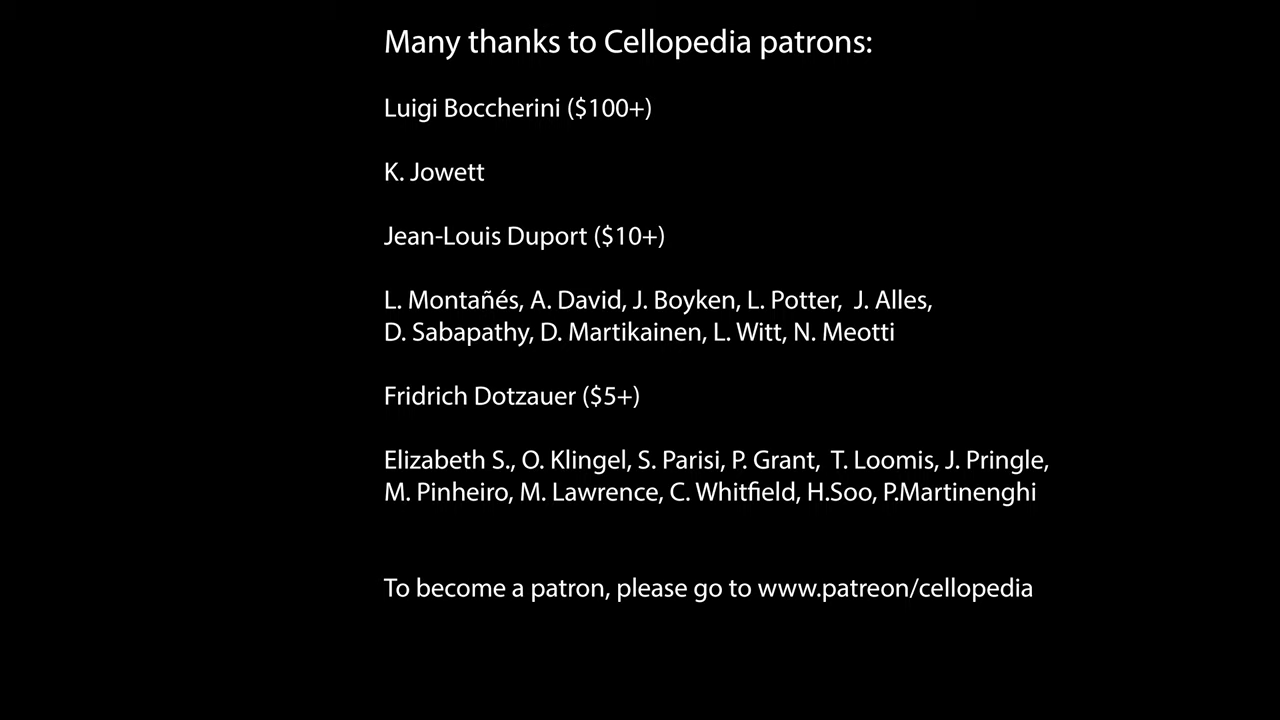 Many thanks to Cellopedia patrons:
Luigi Boccherini ($100+)
K. Jowett
Jean-Louis Duport ($10+)
L. Montañés, A. David, J. Boyken, L. Potter,  J. Alles,
D. Sabapathy, D. Martikainen, L. Witt, N. Meotti
Fridrich Dotzauer ($5+)
Elizabeth S., O. Klingel, S. Parisi, P. Grant,  T. Loomis, J. Pringle,
M. Pinheiro, M. Lawrence, C. Whitfield, H.Soo, P.Martinenghi
To become a patron, please go to www.patreon/cellopedia